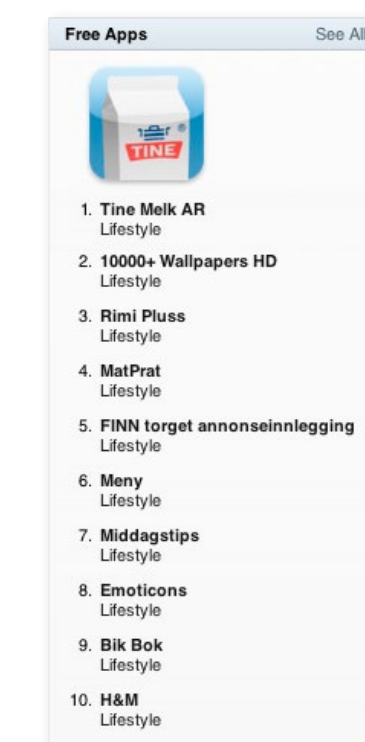 Free Apps See All
TINE
1. Tine Melk AR
Lifestyle
2. 10000+ Wallpapers HD
Lifestyle
3. Rimi Pluss
Lifestyle
4. MatPrat
Lifestyle
5. FINN torget annonseinnlegging
Lifestyle
6. Meny
Lifestyle
7. Middagstips
Lifestyle
8. Emoticons
Lifestyle
9. Bik Bok
Lifestyle
10. H&M
Lifestyle